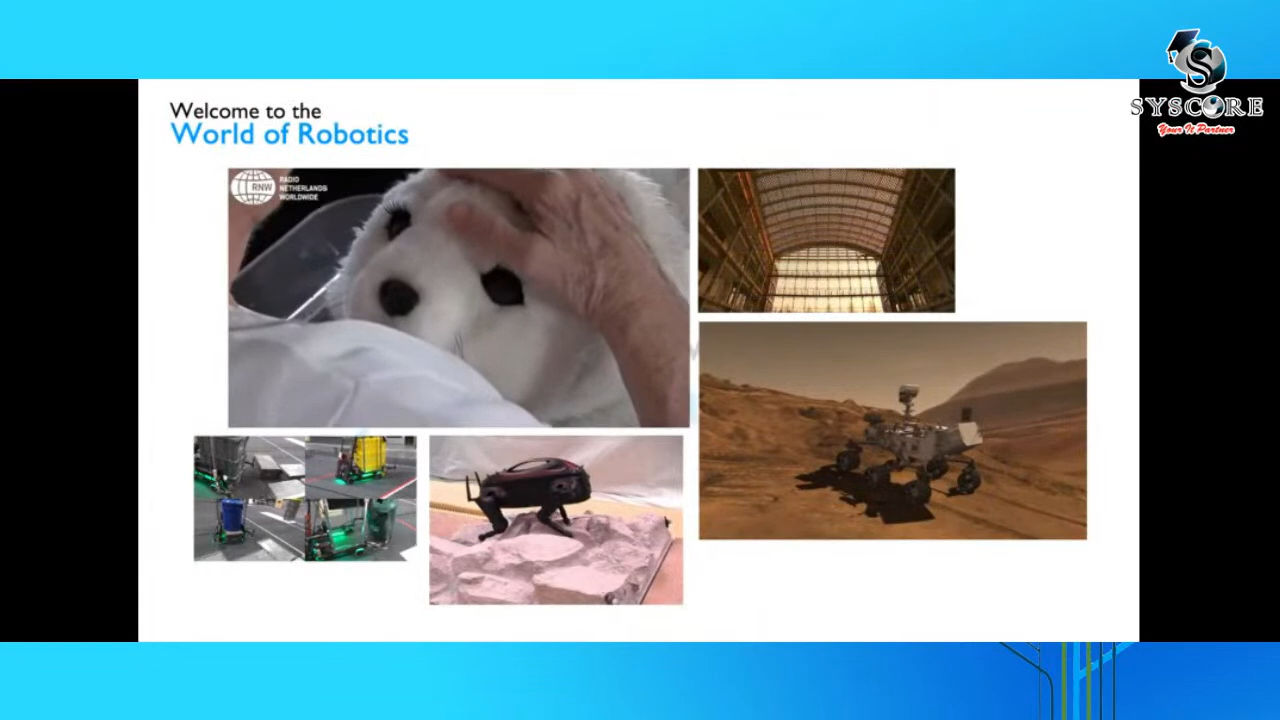 Welcome to the
World of Robotics
RNW
RADIO
NETHERLANDS
WORLDWIDE
S
SYSCORE
Your It Partner